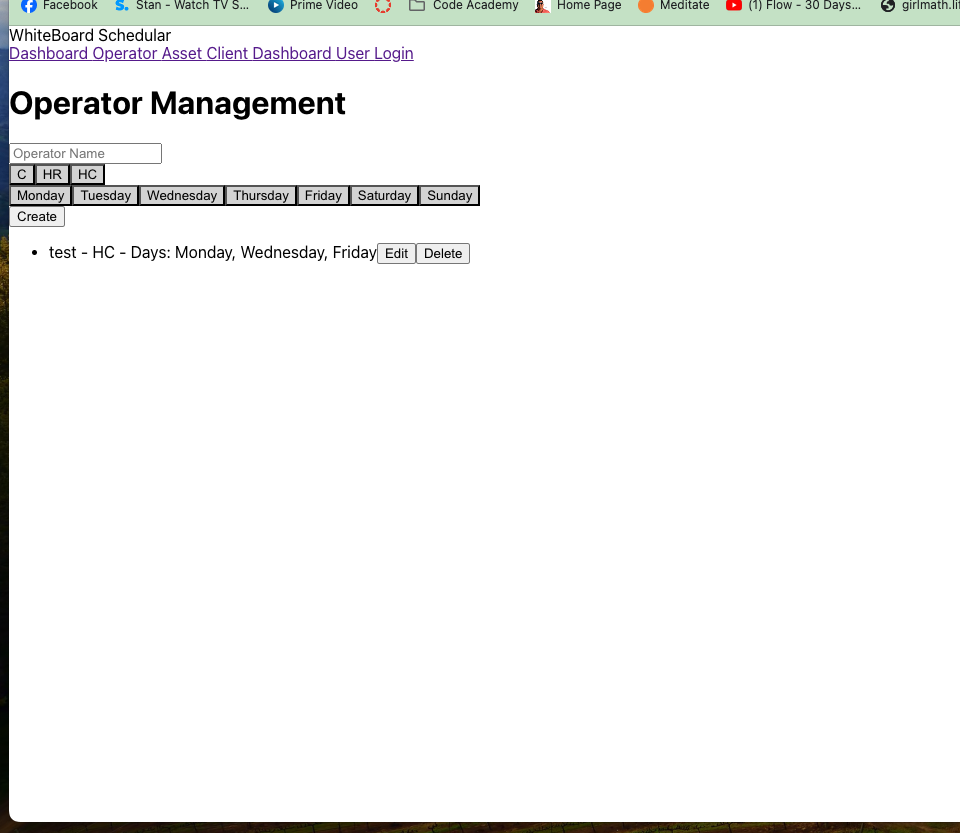 Facebook Stan - Watch TV S... Prime Video Code Academy Home Page Meditate (1) Flow - 30 Days... girlmath.lif
WhiteBoard Schedular
Dashboard Operator Asset Client Dashboard User Login
Operator Management
Operator Name
C HR HC
Monday Tuesday Wednesday Thursday Friday Saturday Sunday
Create
• test - HC - Days: Monday, Wednesday, Friday Edit Delete